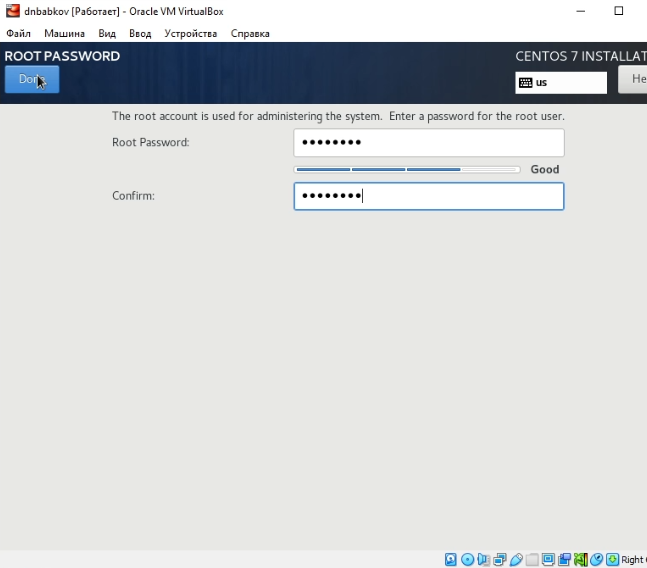 dnbabkov [Работает] - Oracle VM VirtualBox
Файл Машина Вид Ввод Устройства Справка
ROOT PASSWORD
CENTOS 7 INSTALLAT
Done
us
He
The root account is used for administering the system. Enter a password for the root user.
Root Password: ●●●●●●●●
Good
Confirm: ●●●●●●●●
Right